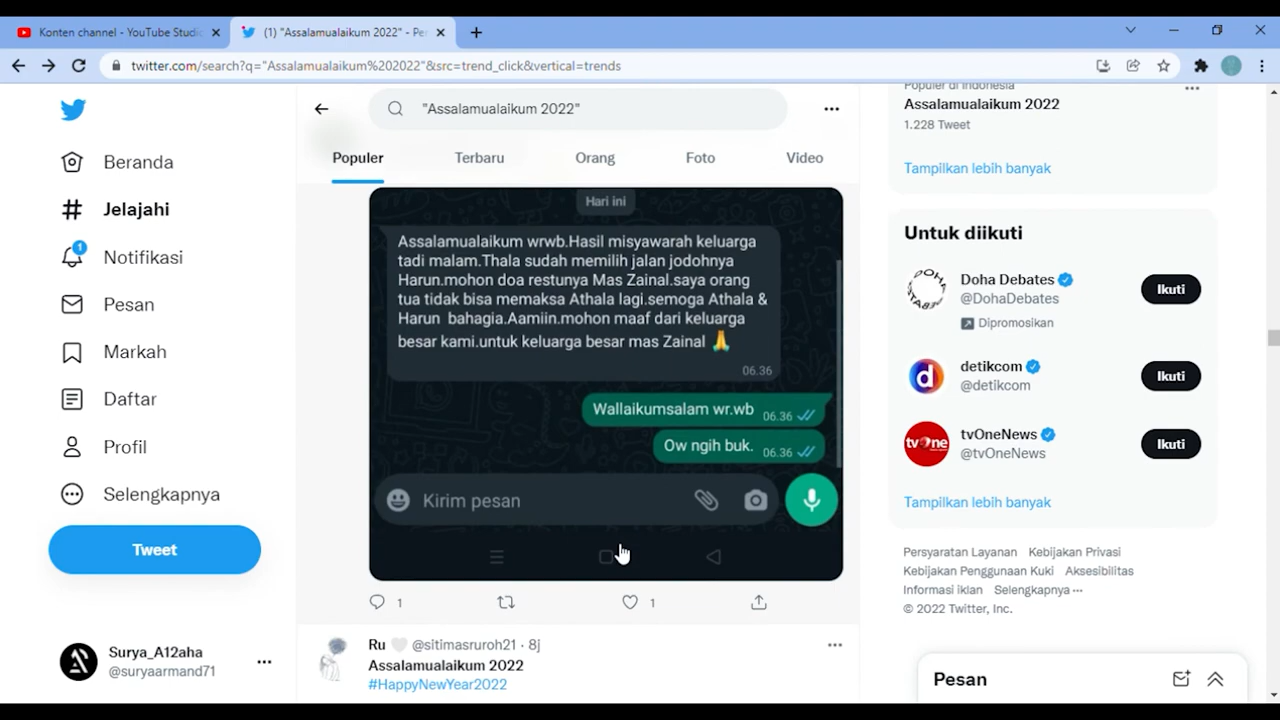 Konten channel - YouTube Studio
(1) "Assalamualaikum 2022" - Pe
twitter.com/search?q="Assalamualaikum%202022"&src=trend_click&vertical=trends
Beranda
Jelajahi
1
Notifikasi
Pesan
Markah
Daftar
Profil
Selengkapnya
Tweet
Surya_A12aha
@suryaarmand71
"Assalamualaikum 2022"
Populer
Terbaru
Orang
Foto
Video
Hari ini
Assalamualaikum wrwb.Hasil misyawarah keluarga
tadi malam.Thala sudah memilih jalan jodohnya
Harun.mohon doa restunya Mas Zainal.saya orang
tua tidak bisa memaksa Athala lagi.semoga Athala &
Harun bahagia.Aamiin.mohon maaf dari keluarga
besar kami.untuk keluarga besar mas Zainal 🙏
06.36
Wallaikumsalam wr.wb 06.36
Ow ngih buk. 06.36
Kirim pesan
1
1
Ru 🤍 @sitimasruroh21 · 8j
Assalamualaikum 2022
#HappyNewYear2022
Populer di Indonesia
Assalamualaikum 2022
1.228 Tweet
Tampilkan lebih banyak
Untuk diikuti
DOHA
DEBATES
Doha Debates
@DohaDebates
Ikuti
Dipromosikan
d
detikcom
@detikcom
Ikuti
tvOne
tvOneNews
@tvOneNews
Ikuti
Tampilkan lebih banyak
Persyaratan Layanan Kebijakan Privasi
Kebijakan Penggunaan Kuki Aksesibilitas
Informasi iklan Selengkapnya ···
© 2022 Twitter, Inc.
Pesan